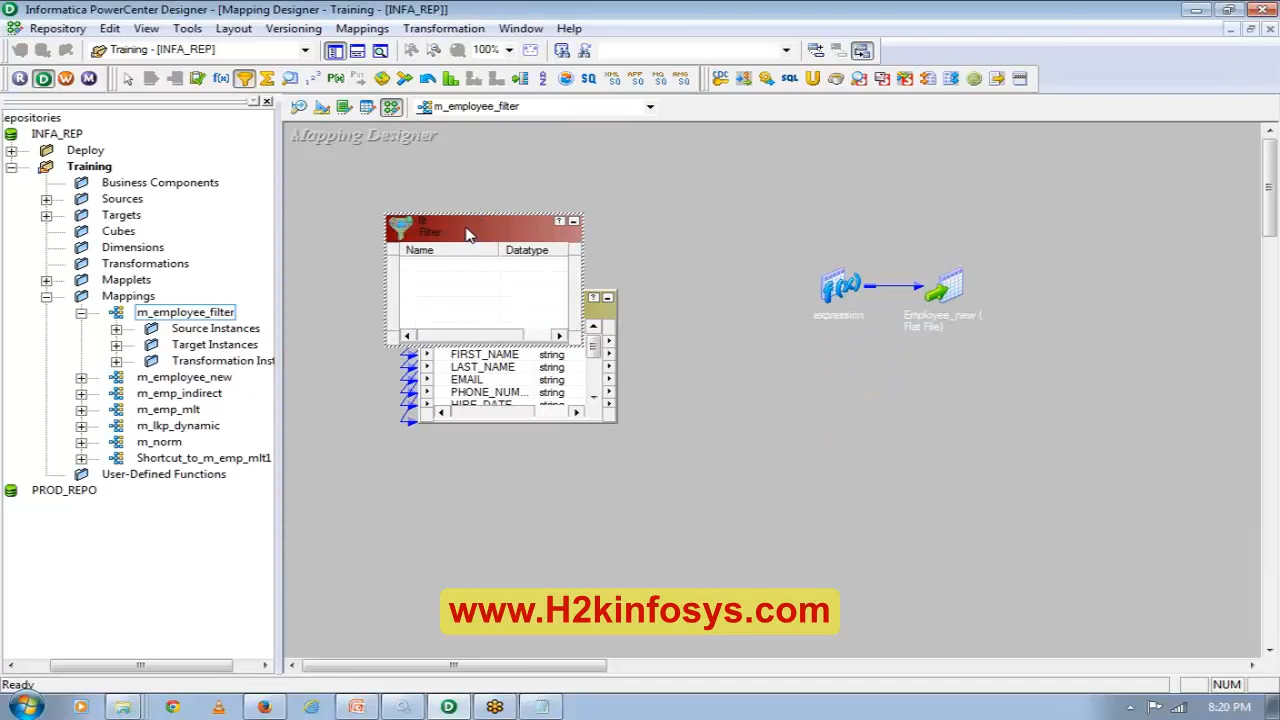 Informatica PowerCenter Designer - [Mapping Designer - Training - [INFA_REP]]
Repository Edit View Tools Layout Versioning Mappings Transformation Window Help
Training - [INFA_REP]
100%
m_employee_filter
epositories
INFA_REP
Deploy
Training
Business Components
Sources
Targets
Cubes
Dimensions
Transformations
Mapplets
Mappings
m_employee_filter
Source Instances
Target Instances
Transformation Inst
m_employee_new
m_emp_indirect
m_emp_mlt
m_lkp_dynamic
m_norm
Shortcut_to_m_emp_mlt1
User-Defined Functions
PROD_REPO
Mapping Designer
Filter
Name Datatype
FIRST_NAME string
LAST_NAME string
EMAIL string
PHONE_NUM... string
HIRE_DATE string
expression
Employee_new (
Flat File)
www.H2kinfosys.com
Ready
NUM
8:20 PM